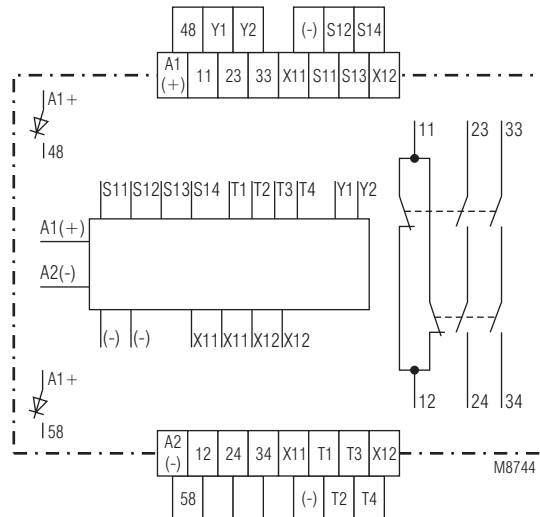 48 Y1 Y2 (-) S12 S14
A1 (+) 11 23 33 X11 S11 S13 X12
A1+
48
11 23 33
S11 S12 S13 S14 T1 T2 T3 T4 Y1 Y2
A1(+)
A2(-)
(-) (-) X11 X11 X12 X12
A1+
58
12 24 34
A2 (-) 12 24 34 X11 T1 T3 X12
M8744
58 (-) T2 T4